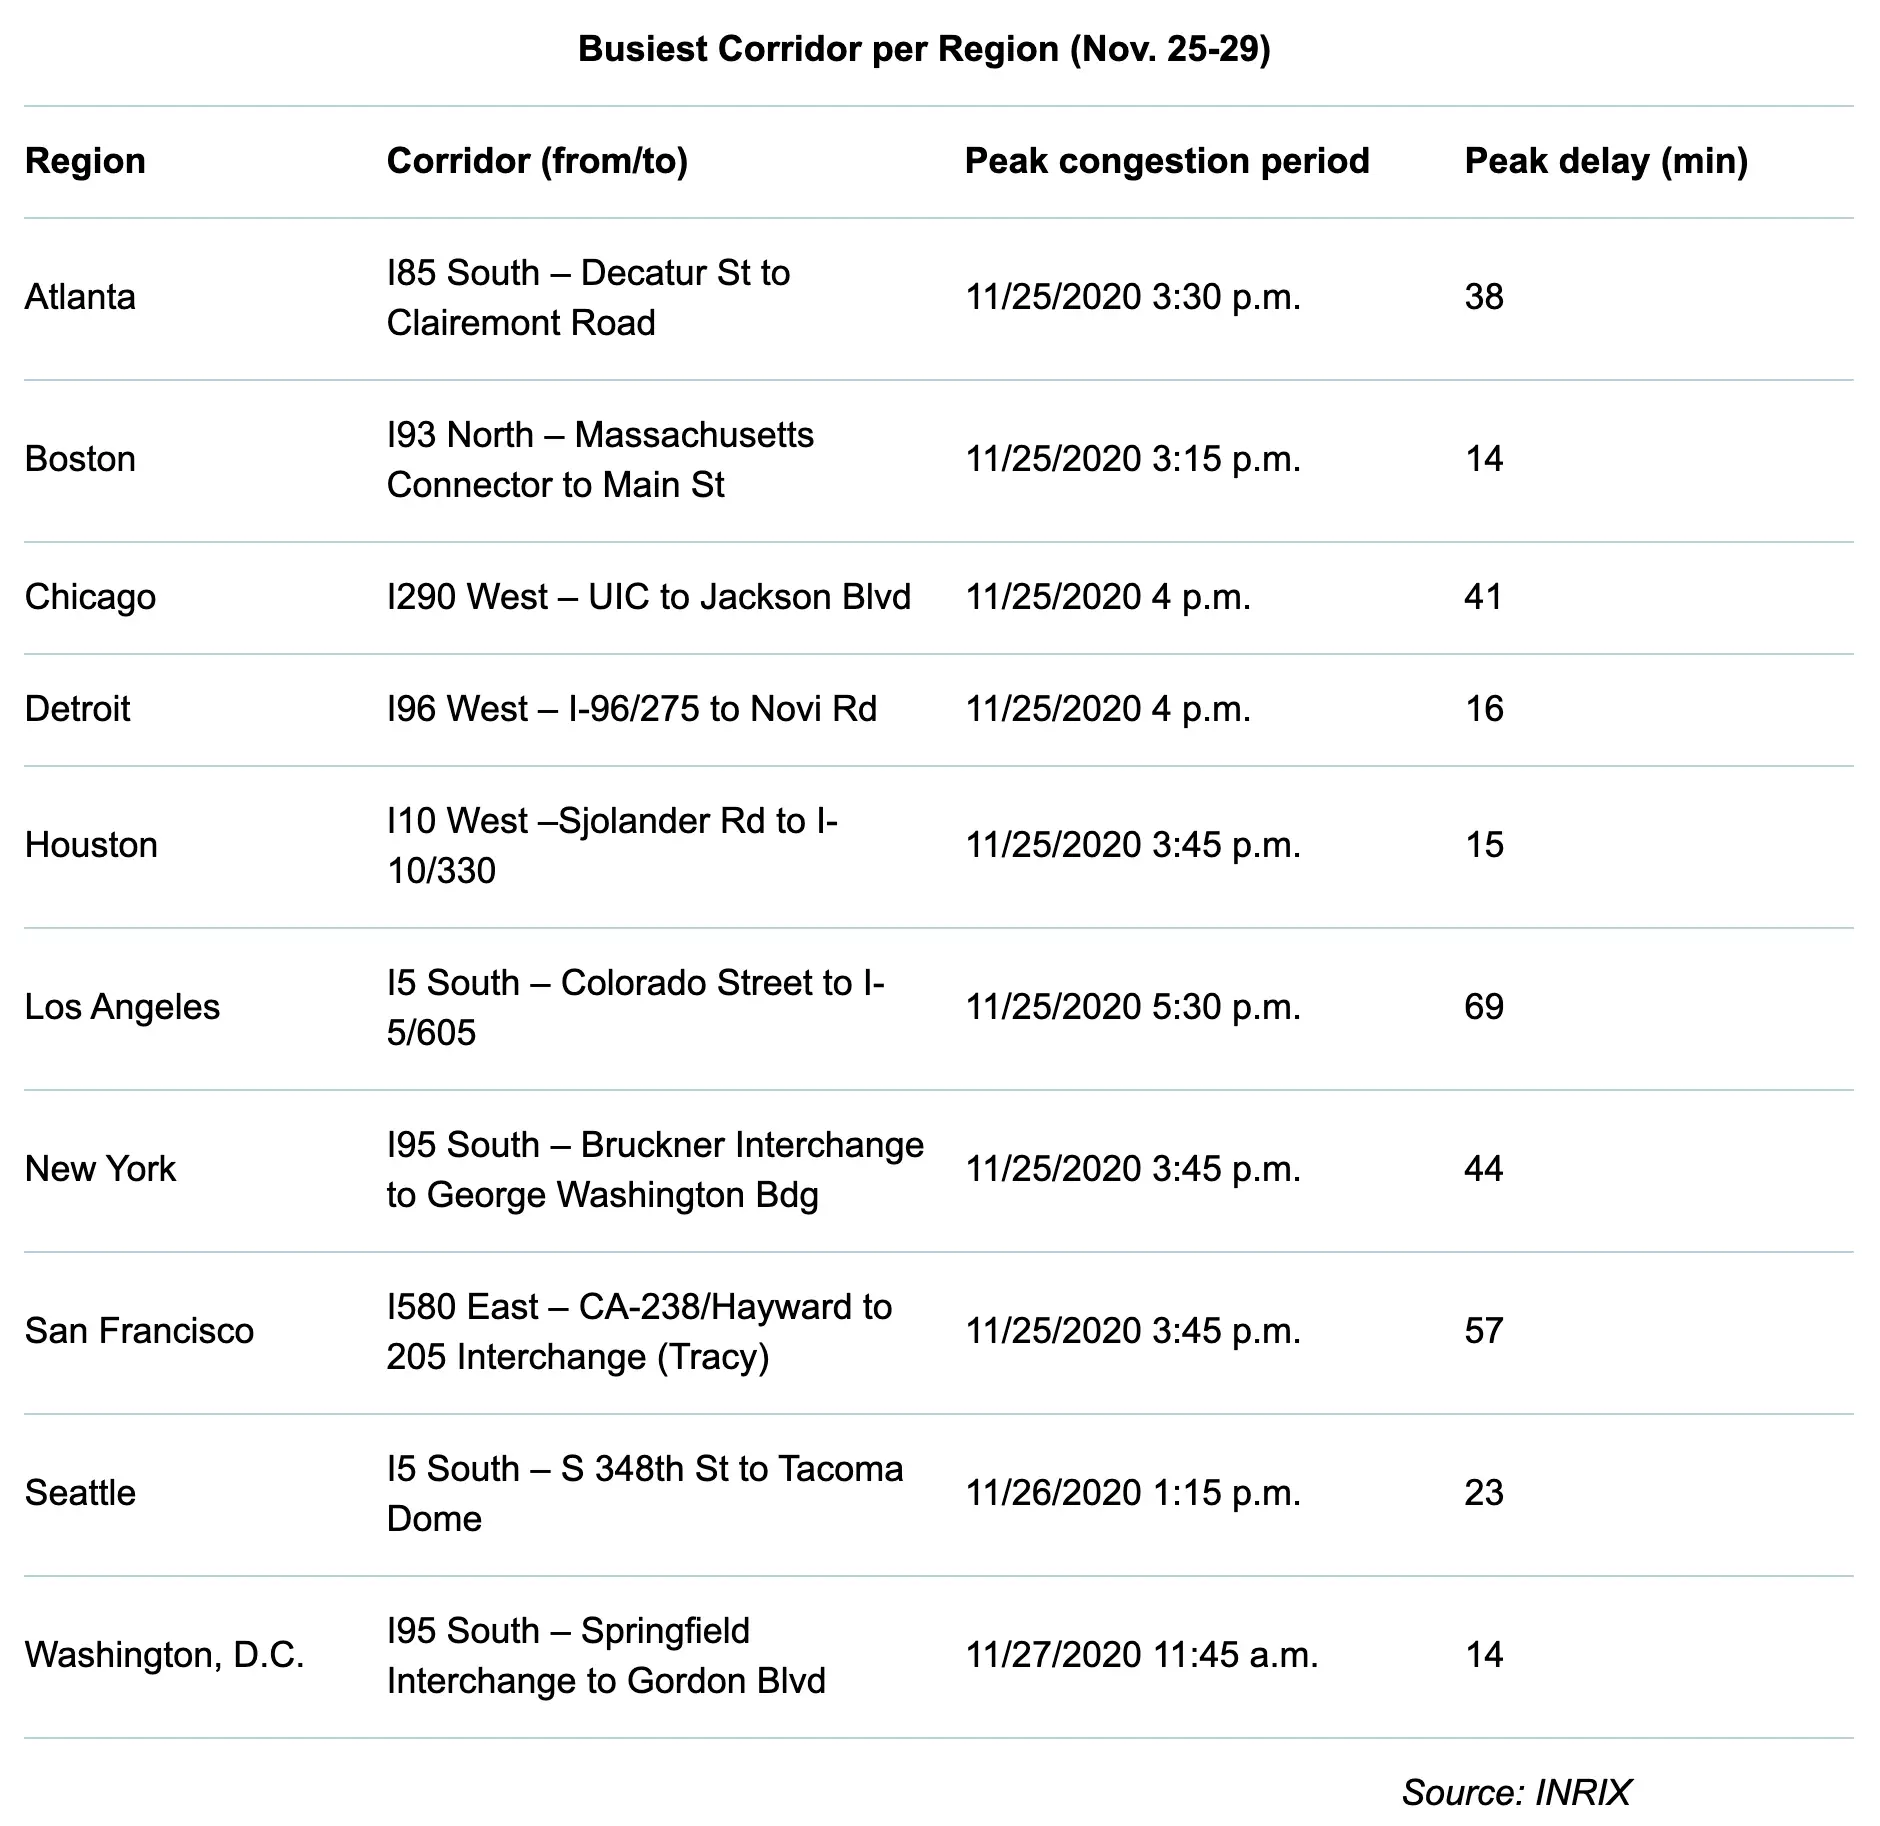 Busiest Corridor per Region (Nov. 25-29)
Region Corridor (from/to) Peak congestion period Peak delay (min)
Atlanta I85 South – Decatur St to 11/25/2020 3:30 p.m. 38
Clairemont Road
Boston I93 North – Massachusetts 11/25/2020 3:15 p.m. 14
Connector to Main St
Chicago I290 West – UIC to Jackson Blvd 11/25/2020 4 p.m. 41
Detroit I96 West – I-96/275 to Novi Rd 11/25/2020 4 p.m. 16
Houston I10 West –Sjolander Rd to I- 11/25/2020 3:45 p.m. 15
10/330
Los Angeles I5 South – Colorado Street to I- 11/25/2020 5:30 p.m. 69
5/605
New York I95 South – Bruckner Interchange 11/25/2020 3:45 p.m. 44
to George Washington Bdg
San Francisco I580 East – CA-238/Hayward to 11/25/2020 3:45 p.m. 57
205 Interchange (Tracy)
Seattle I5 South – S 348th St to Tacoma 11/26/2020 1:15 p.m. 23
Dome
Washington, D.C. I95 South – Springfield 11/27/2020 11:45 a.m. 14
Interchange to Gordon Blvd
Source: INRIX